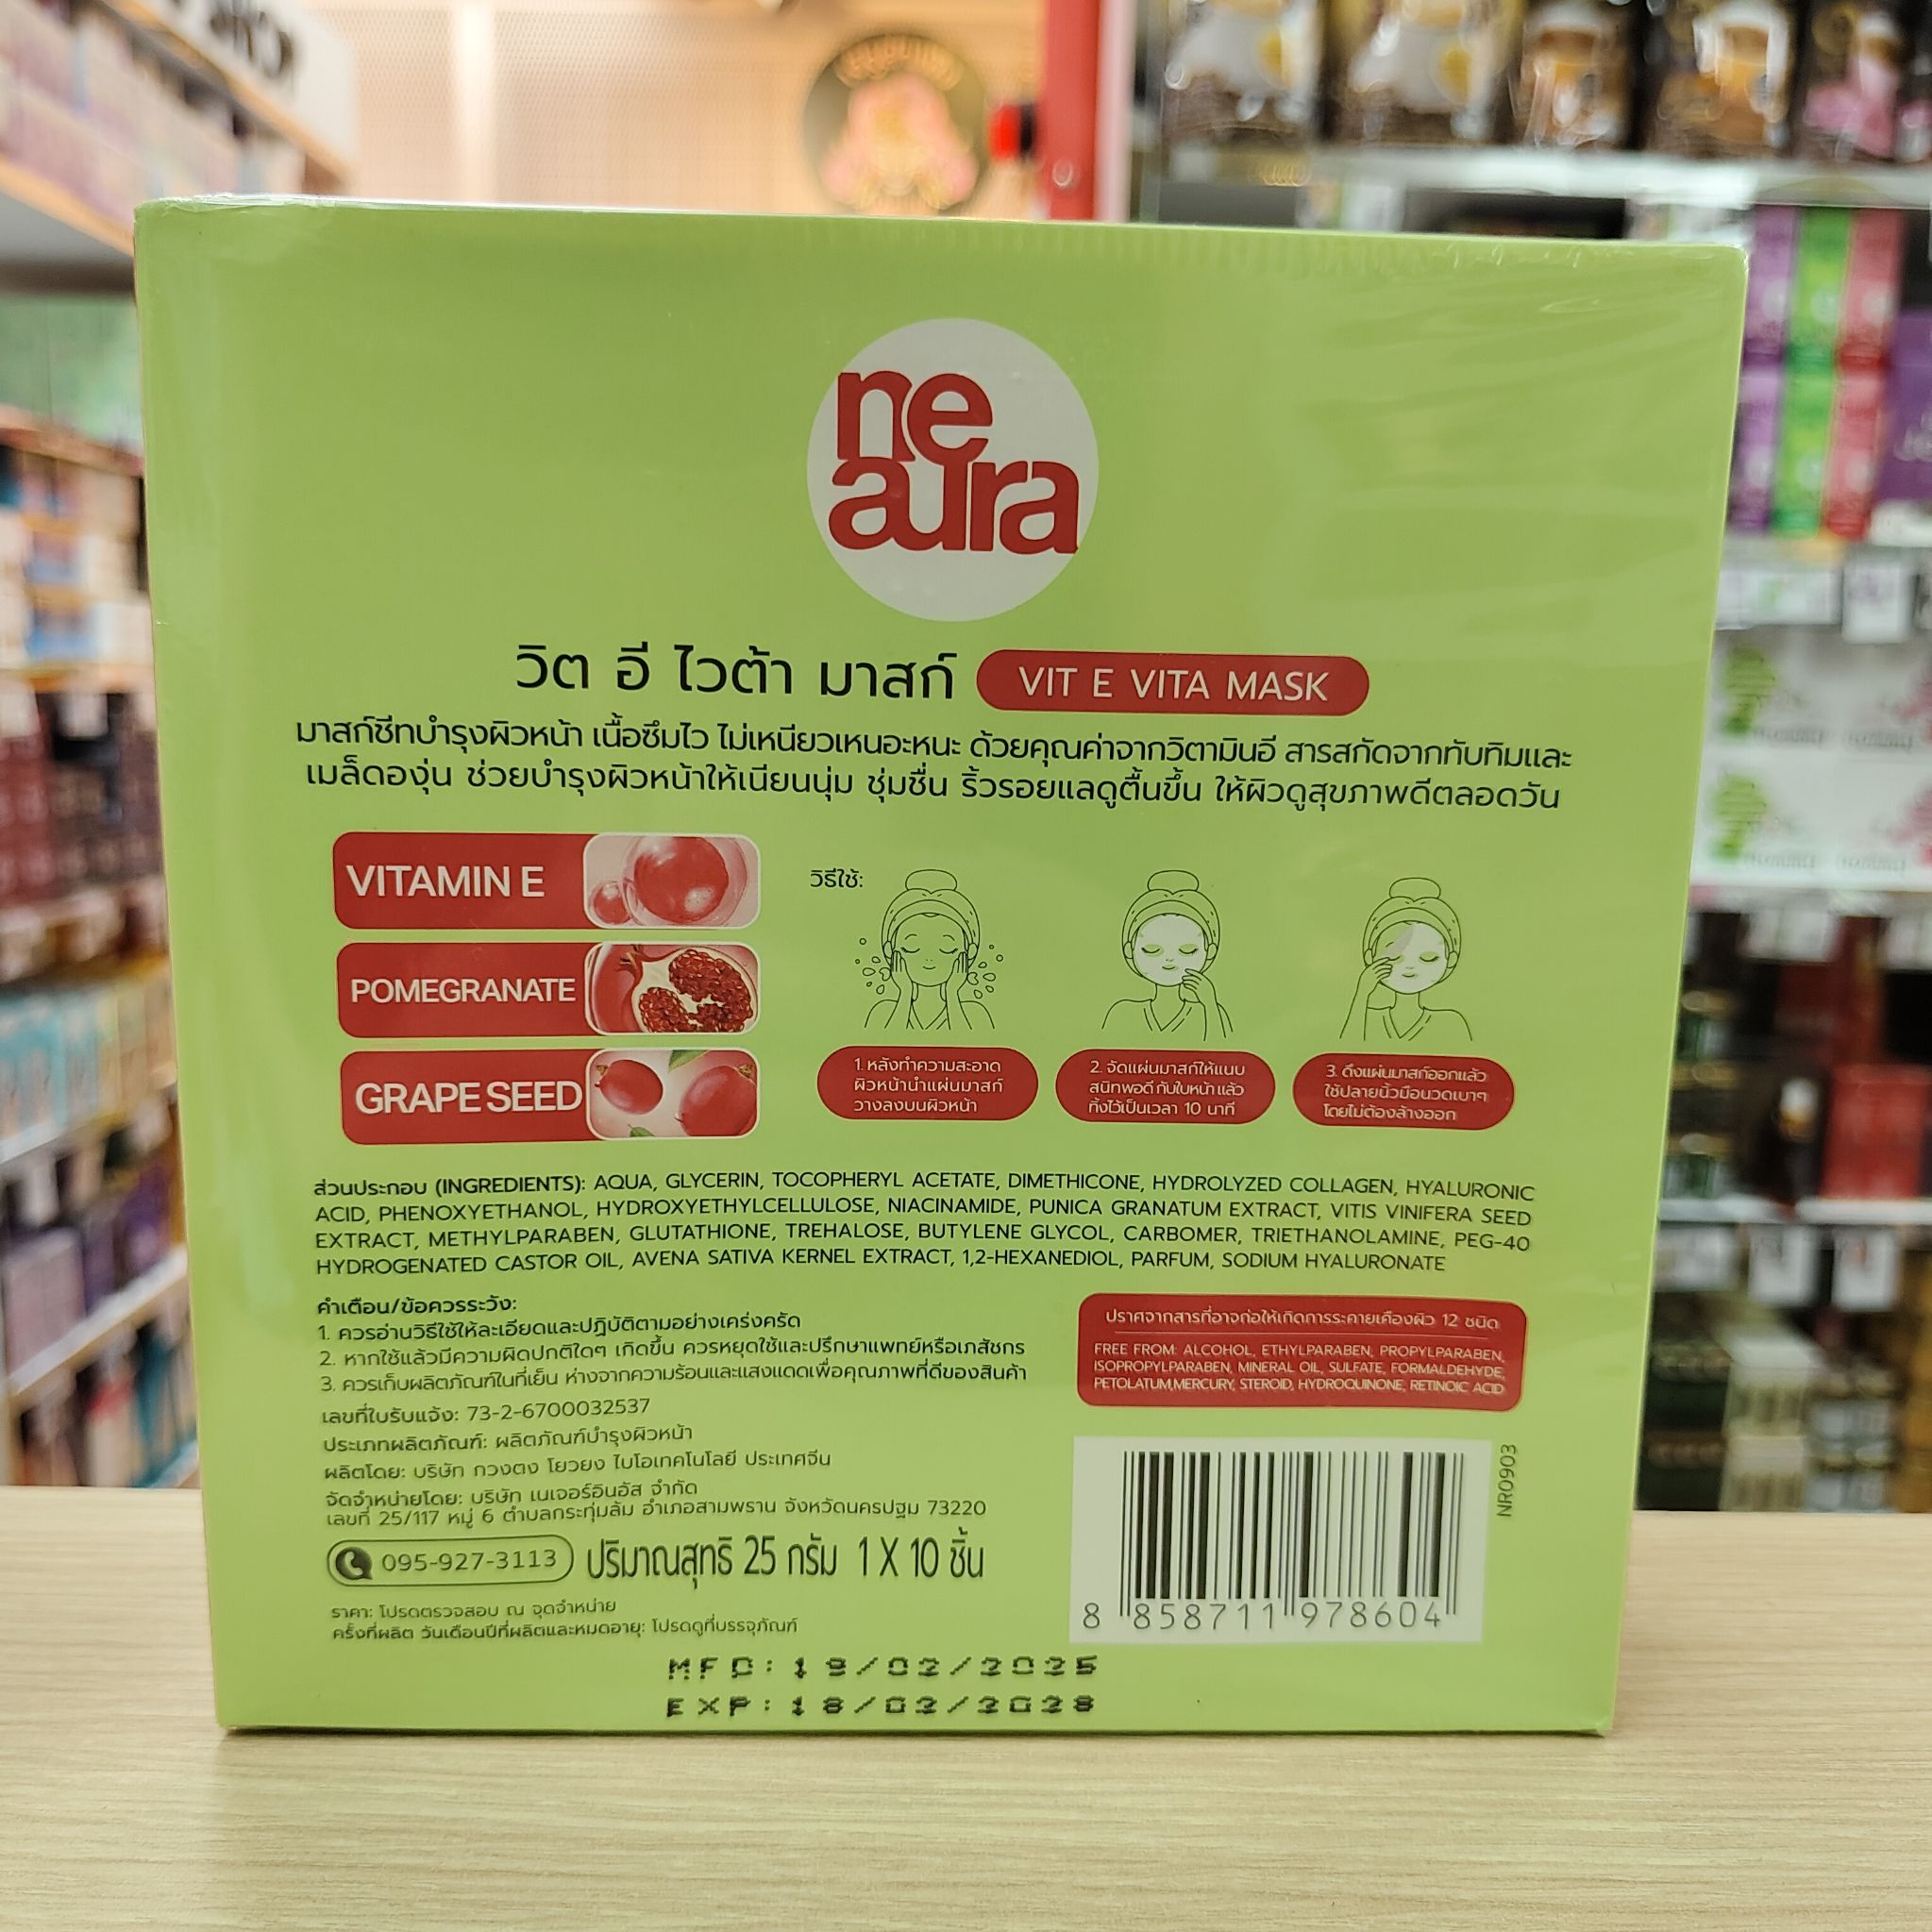 ne
aura
วิต อี ไวต้า มาสก์ VIT E VITA MASK
มาสก์ชีทบำรุงผิวหน้า เนื้อซึมไว ไม่เหนียวเหนอะหนะ ด้วยคุณค่าจากวิตามินอี สารสกัดจากทับทิมและ
เมล็ดองุ่น ช่วยบำรุงผิวหน้าให้เนียนนุ่ม ชุ่มชื่น ริ้วรอยแลดูตื้นขึ้น ให้ผิวดูสุขภาพดีตลอดวัน
VITAMIN E
POMEGRANATE
GRAPE SEED
วิธีใช้:
1. หลังทำความสะอาด
ผิวหน้านำแผ่นมาสก์
วางลงบนผิวหน้า
2. จัดแผ่นมาสก์ให้แนบ
สนิทพอดีกับใบหน้าแล้ว
ทิ้งไว้เป็นเวลา 10 นาที
3. ดึงแผ่นมาสก์ออกแล้ว
ใช้ปลายนิ้วมือนวดเบาๆ
โดยไม่ต้องล้างออก
ส่วนประกอบ (INGREDIENTS): AQUA, GLYCERIN, TOCOPHERYL ACETATE, DIMETHICONE, HYDROLYZED COLLAGEN, HYALURONIC
ACID, PHENOXYETHANOL, HYDROXYETHYLCELLULOSE, NIACINAMIDE, PUNICA GRANATUM EXTRACT, VITIS VINIFERA SEED
EXTRACT, METHYLPARABEN, GLUTATHIONE, TREHALOSE, BUTYLENE GLYCOL, CARBOMER, TRIETHANOLAMINE, PEG-40
HYDROGENATED CASTOR OIL, AVENA SATIVA KERNEL EXTRACT, 1,2-HEXANEDIOL, PARFUM, SODIUM HYALURONATE
คำเตือน/ข้อควรระวัง:
1. ควรอ่านวิธีใช้ให้ละเอียดและปฏิบัติตามอย่างเคร่งครัด
2. หากใช้แล้วมีความผิดปกติใดๆ เกิดขึ้น ควรหยุดใช้และปรึกษาแพทย์หรือเภสัชกร
3. ควรเก็บผลิตภัณฑ์ในที่เย็น ห่างจากความร้อนและแสงแดดเพื่อคุณภาพที่ดีของสินค้า
ปราศจากสารที่อาจก่อให้เกิดการระคายเคืองผิว 12 ชนิด
FREE FROM: ALCOHOL, ETHYLPARABEN, PROPYLPARABEN,
ISOPROPYLPARABEN, MINERAL OIL, SULFATE, FORMALDEHYDE,
PETOLATUM,MERCURY, STEROID, HYDROQUINONE, RETINOIC ACID
เลขที่ใบรับแจ้ง: 73-2-6700032537
ประเภทผลิตภัณฑ์: ผลิตภัณฑ์บำรุงผิวหน้า
ผลิตโดย: บริษัท กวงตง โยวยง ไบโอเทคโนโลยี ประเทศจีน
จัดจำหน่ายโดย: บริษัท เนเจอร์อินอัส จำกัด
เลขที่ 25/117 หมู่ 6 ตำบลกระทุ่มล้ม อำเภอสามพราน จังหวัดนครปฐม 73220
095-927-3113 ปริมาณสุทธิ 25 กรัม 1 X 10 ชิ้น
ราคา: โปรดตรวจสอบ ณ จุดจำหน่าย
ครั้งที่ผลิต วันเดือนปีที่ผลิตและหมดอายุ: โปรดดูที่บรรจุภัณฑ์
NR0903
8 858711 978604
MFD: 19/02/2025
EXP: 18/02/2028